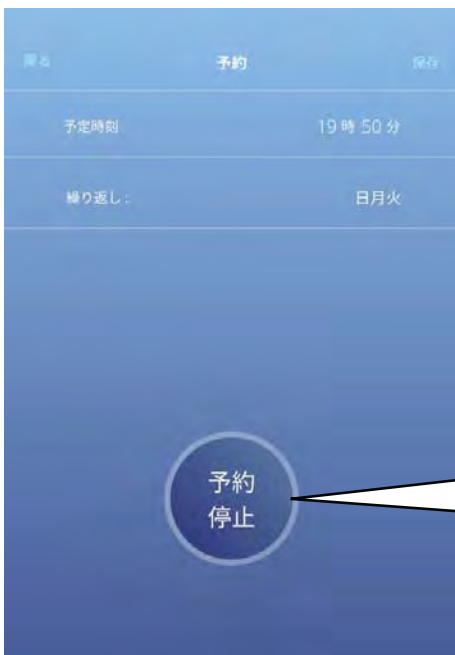 戻る 予約 保存
予定時刻 19 時 50 分
繰り返し : 日月火
予約
停止